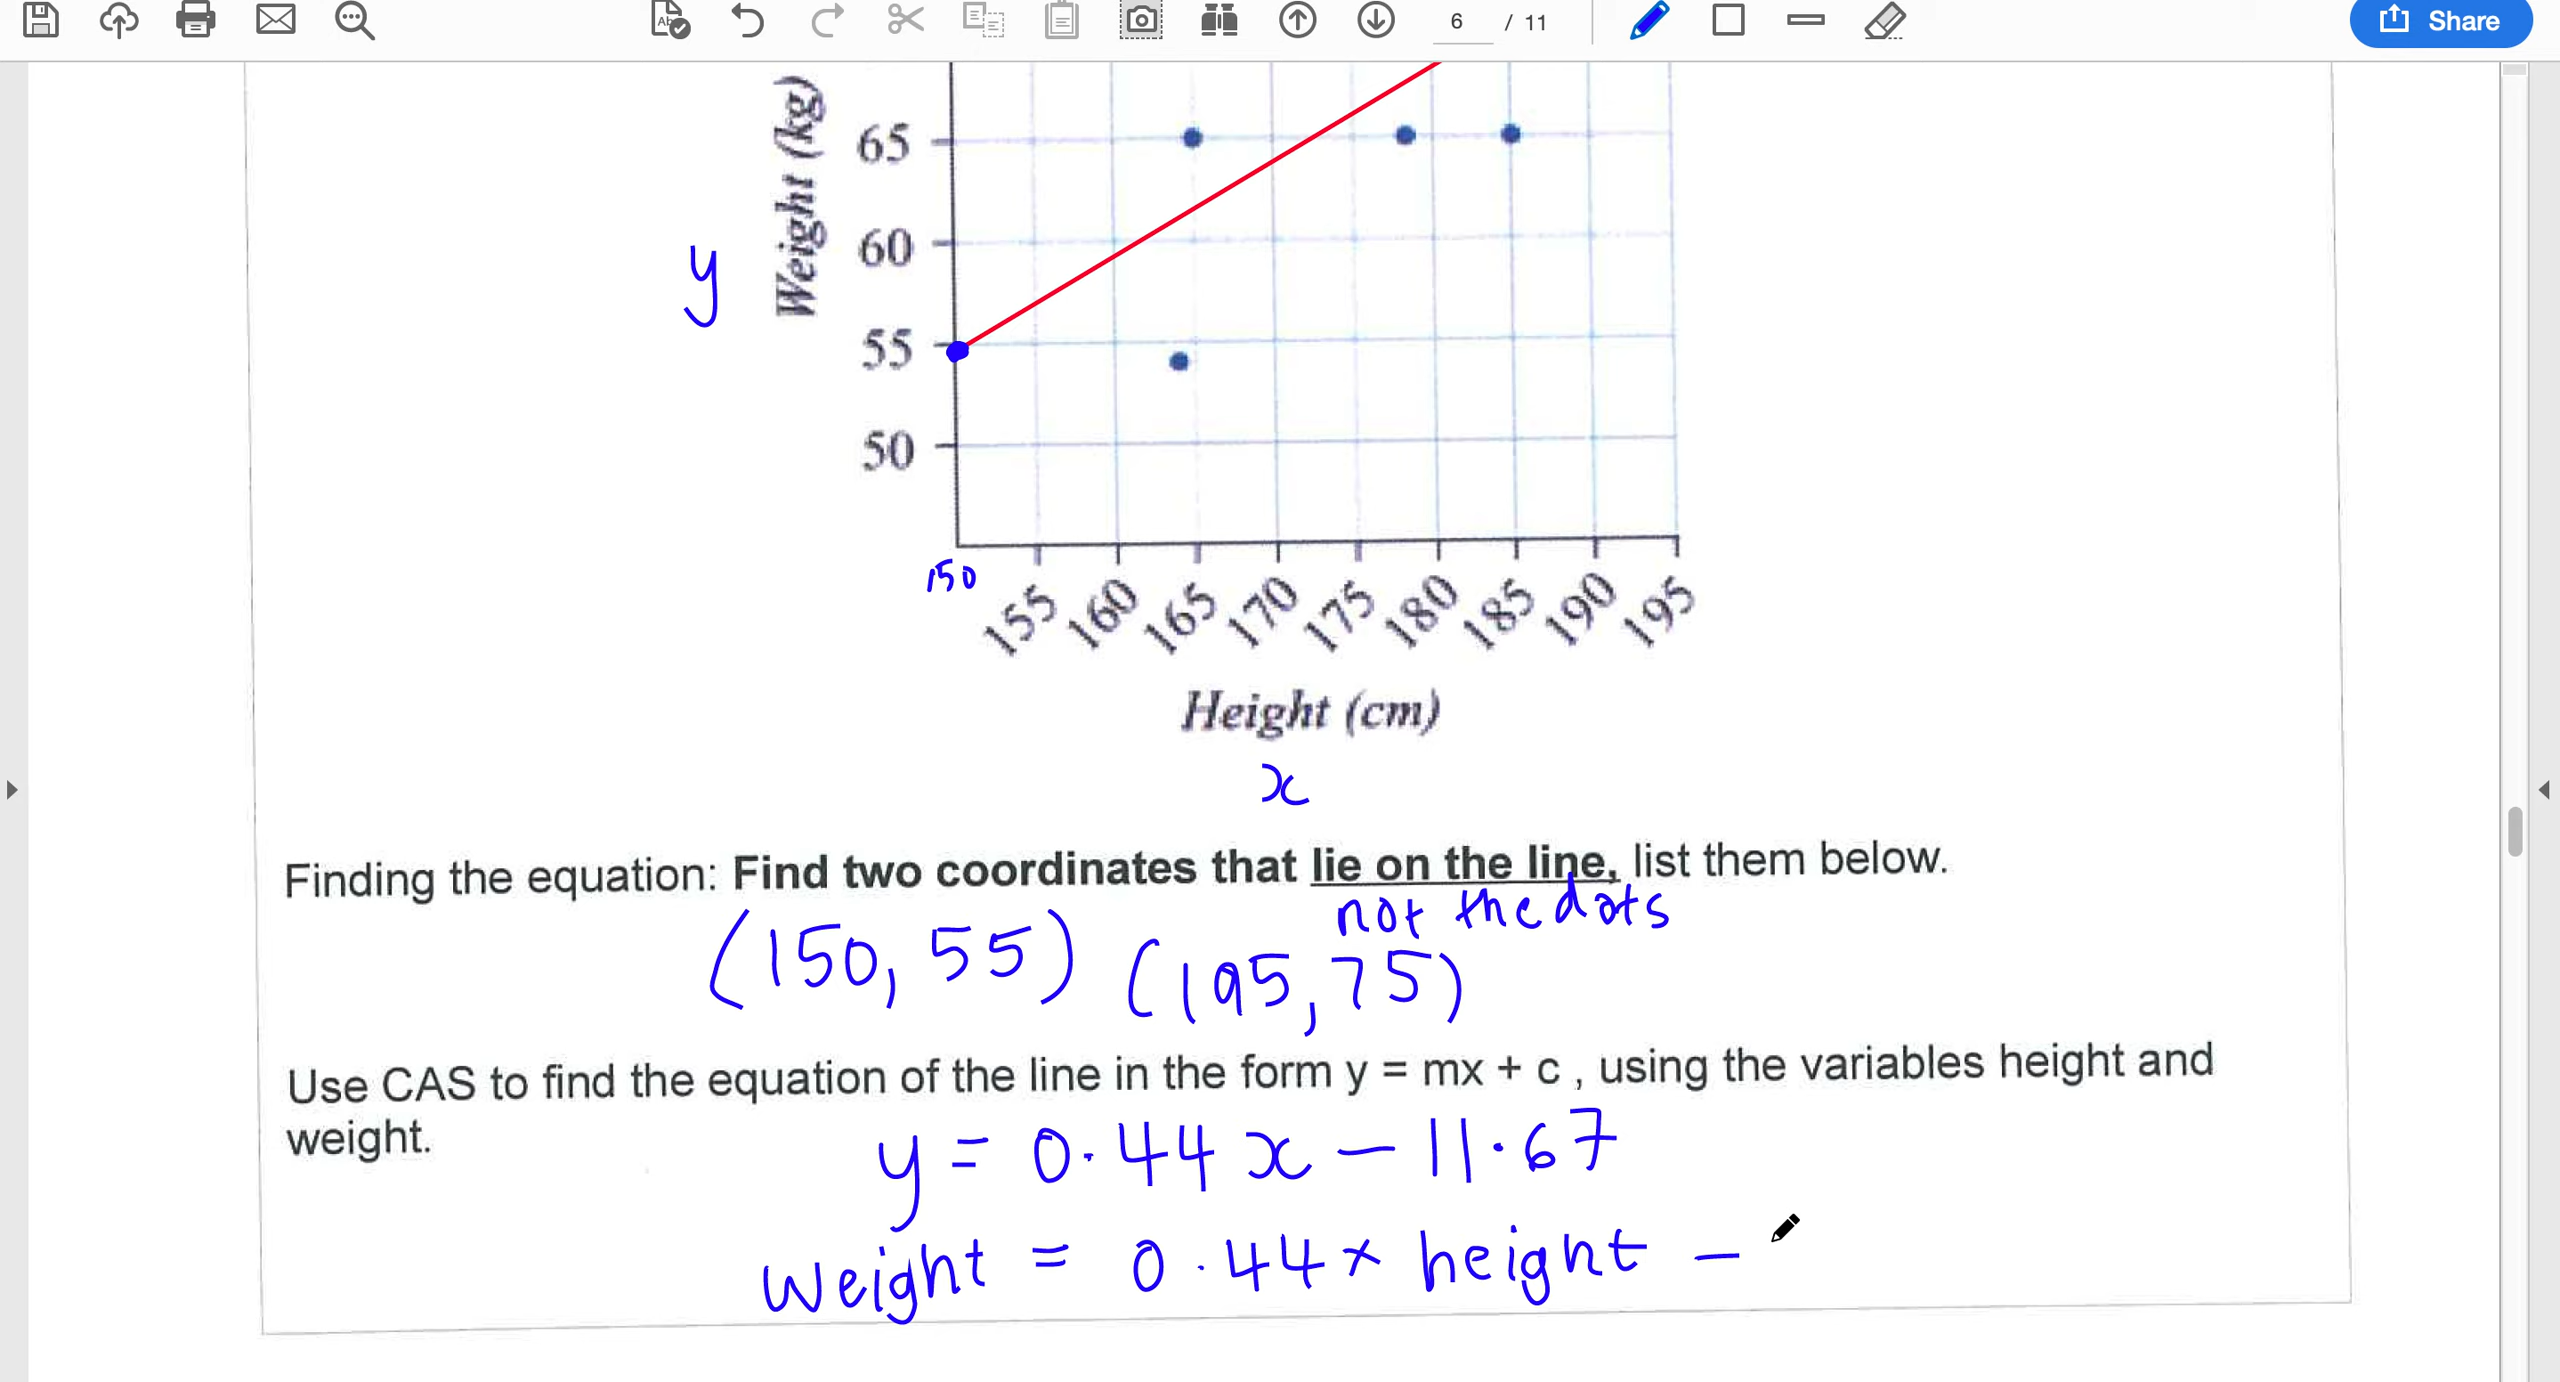 6 / 11
Share
Weight (kg)
65
60
55
50
y
150
155 160 165 170 175 180 185 190 195
Height (cm)
x
Finding the equation: Find two coordinates that lie on the line, list them below.
not the dots
(150, 55) (195, 75)
Use CAS to find the equation of the line in the form y = mx + c , using the variables height and
weight.
y = 0.44 x - 11.67
Weight = 0.44 x height -